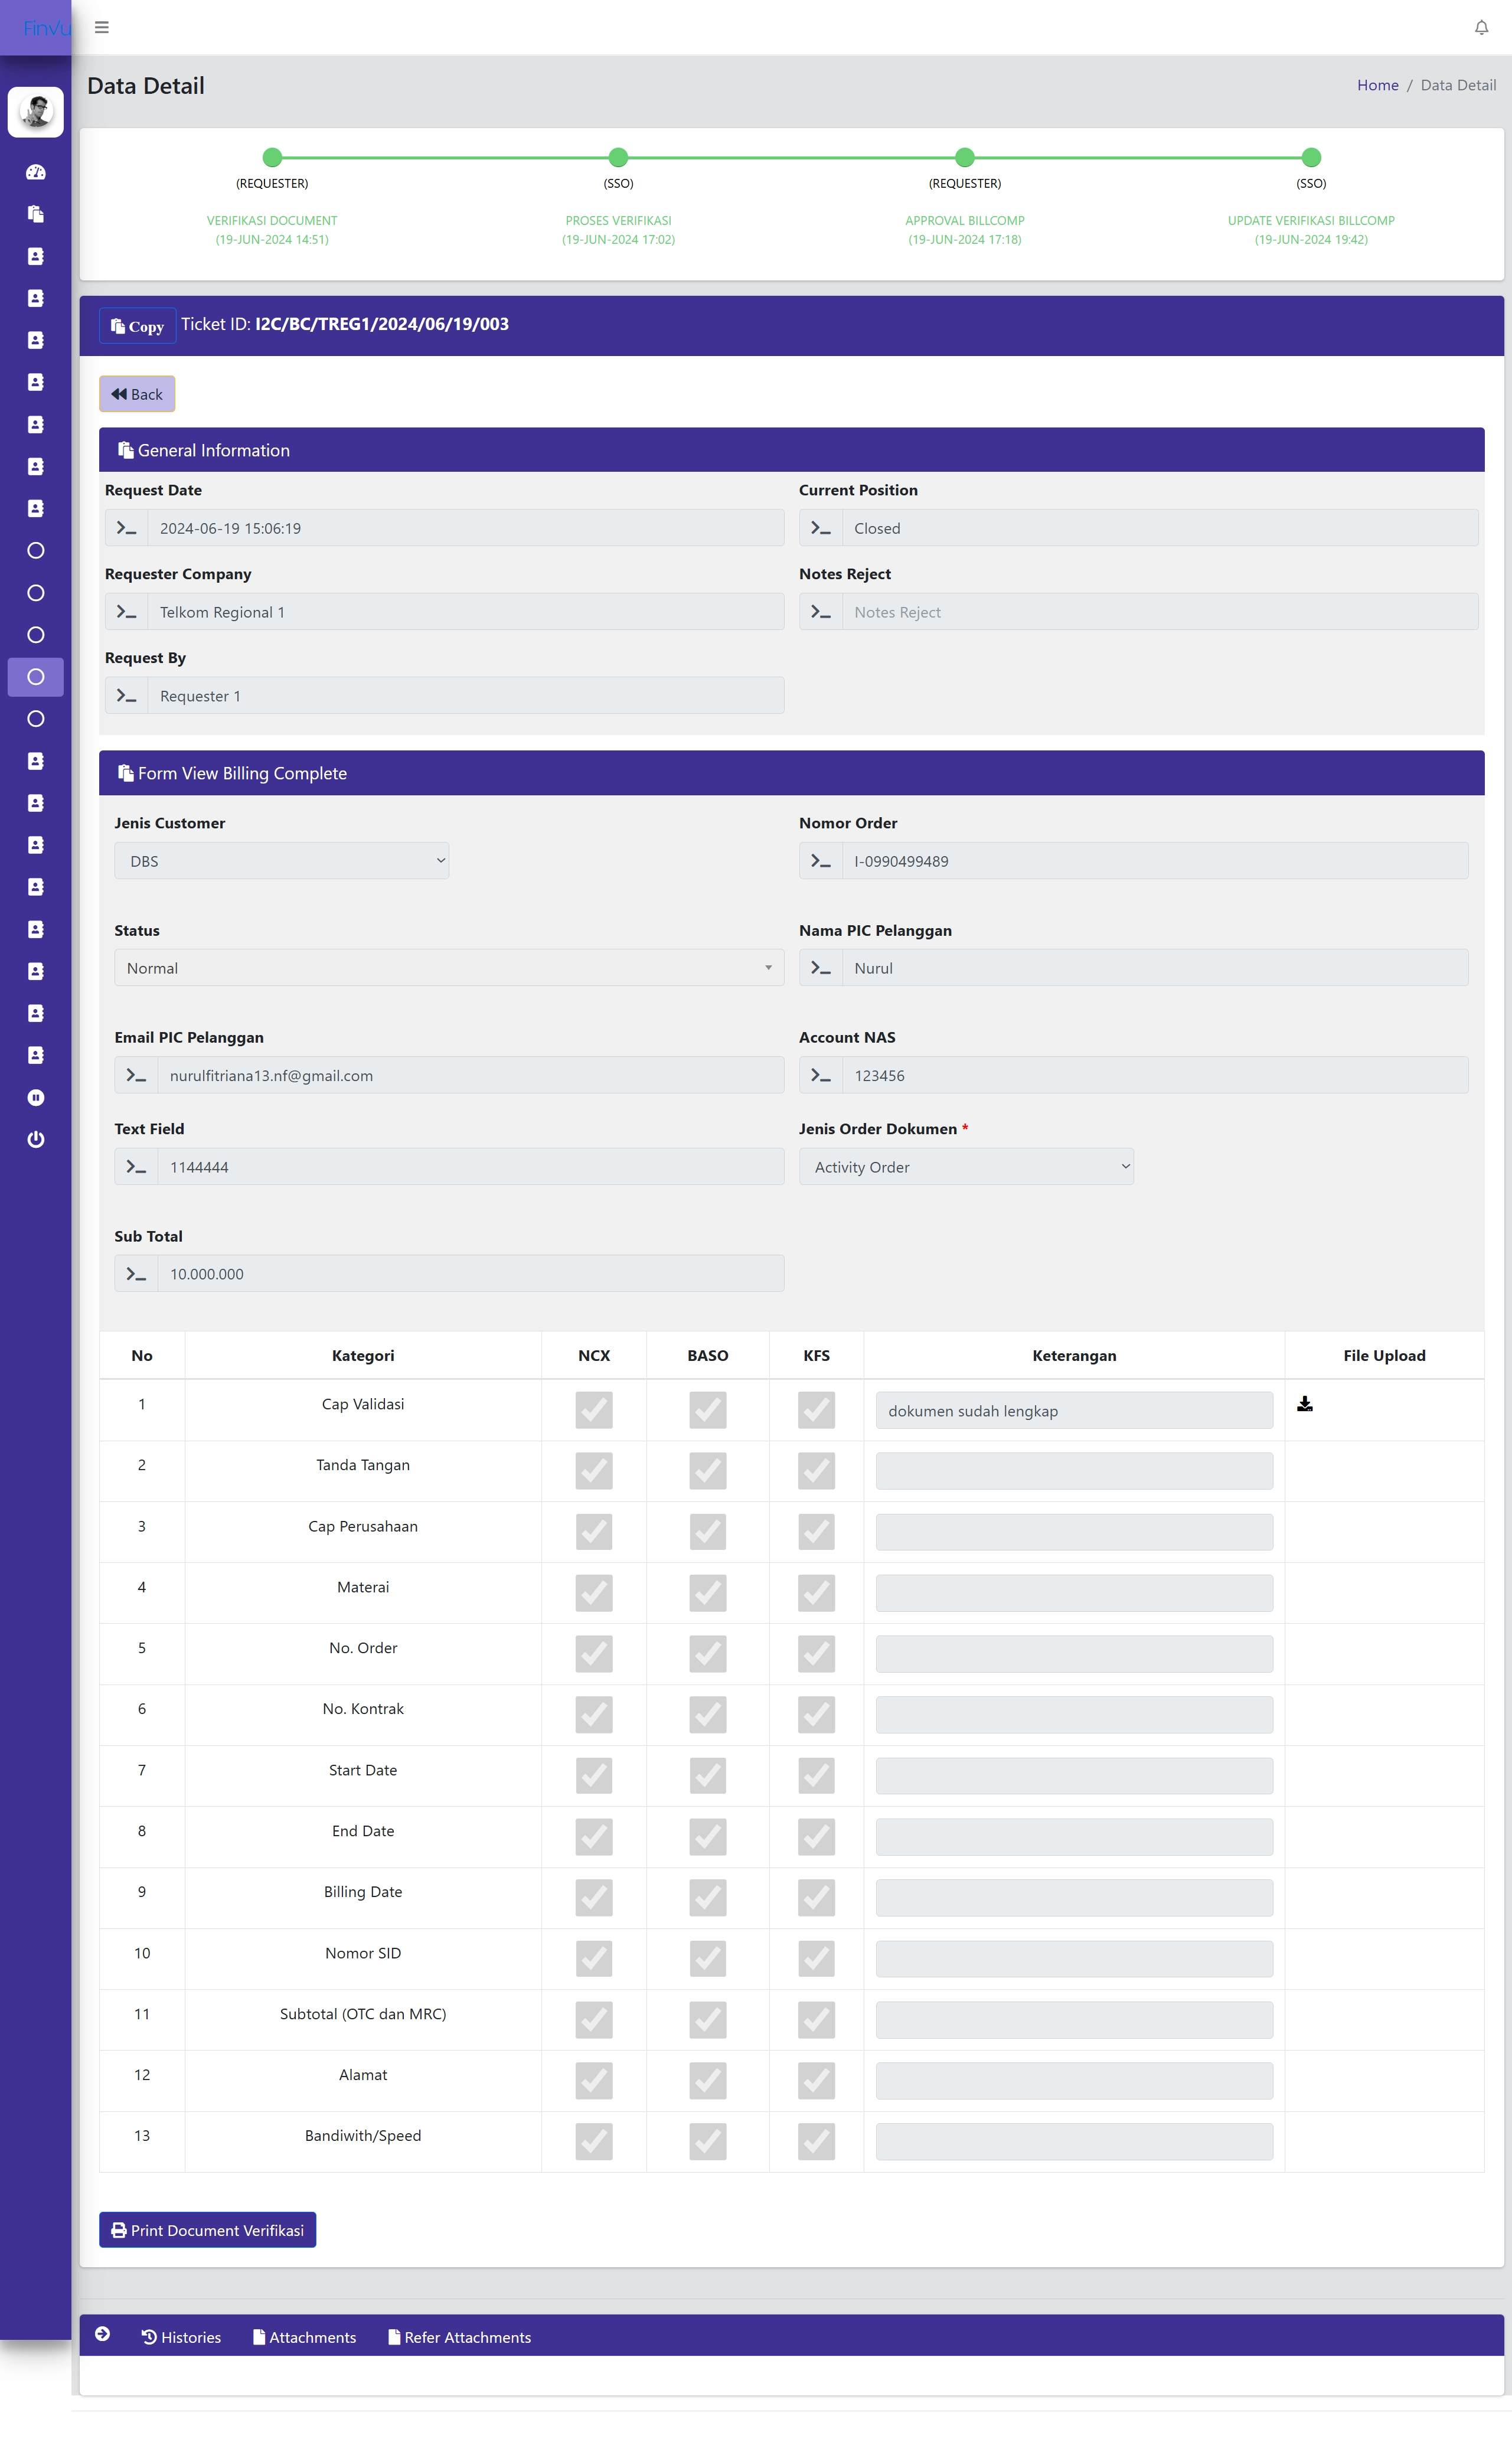 Finvu
Data Detail
Home / Data Detail
(REQUESTER)
(SSO)
(REQUESTER)
(SSO)
VERIFIKASI DOCUMENT
(19-JUN-2024 14:51)
PROSES VERIFIKASI
(19-JUN-2024 17:02)
APPROVAL BILLCOMP
(19-JUN-2024 17:18)
UPDATE VERIFIKASI BILLCOMP
(19-JUN-2024 19:42)
Copy Ticket ID: I2C/BC/TREG1/2024/06/19/003
Back
General Information
Request Date
2024-06-19 15:06:19
Current Position
Closed
Requester Company
Telkom Regional 1
Notes Reject
Notes Reject
Request By
Requester 1
Form View Billing Complete
Jenis Customer
DBS
Nomor Order
I-0990499489
Status
Normal
Nama PIC Pelanggan
Nurul
Email PIC Pelanggan
nurulfitriana13.nf@gmail.com
Account NAS
123456
Text Field
1144444
Jenis Order Dokumen *
Activity Order
Sub Total
10.000.000
No Kategori NCX BASO KFS Keterangan File Upload
1 Cap Validasi dokumen sudah lengkap
2 Tanda Tangan
3 Cap Perusahaan
4 Materai
5 No. Order
6 No. Kontrak
7 Start Date
8 End Date
9 Billing Date
10 Nomor SID
11 Subtotal (OTC dan MRC)
12 Alamat
13 Bandiwith/Speed
Print Document Verifikasi
Histories Attachments Refer Attachments